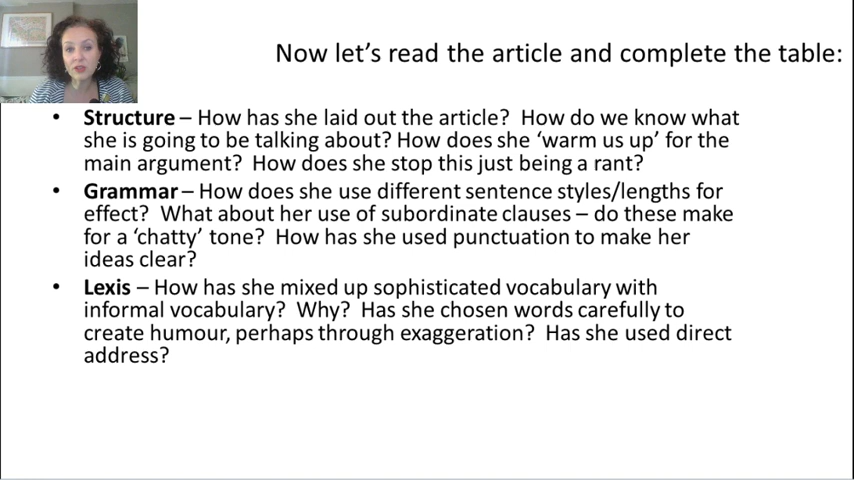 Now let's read the article and complete the table:
• Structure – How has she laid out the article? How do we know what
she is going to be talking about? How does she 'warm us up' for the
main argument? How does she stop this just being a rant?
• Grammar – How does she use different sentence styles/lengths for
effect? What about her use of subordinate clauses – do these make
for a 'chatty' tone? How has she used punctuation to make her
ideas clear?
• Lexis – How has she mixed up sophisticated vocabulary with
informal vocabulary? Why? Has she chosen words carefully to
create humour, perhaps through exaggeration? Has she used direct
address?